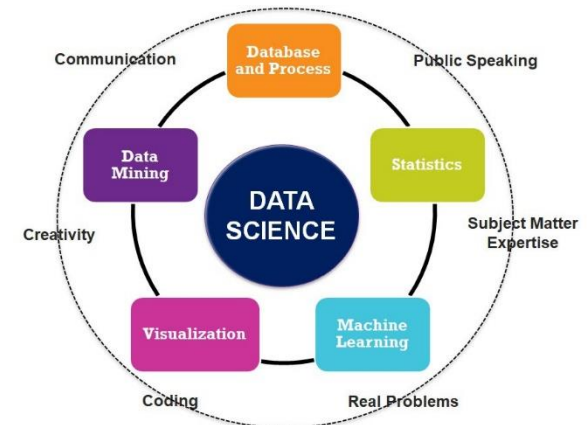 Database
and Process
Communication
Public Speaking
Data
Mining
Statistics
DATA
SCIENCE
Creativity
Subject Matter
Expertise
Visualization
Machine
Learning
Coding
Real Problems